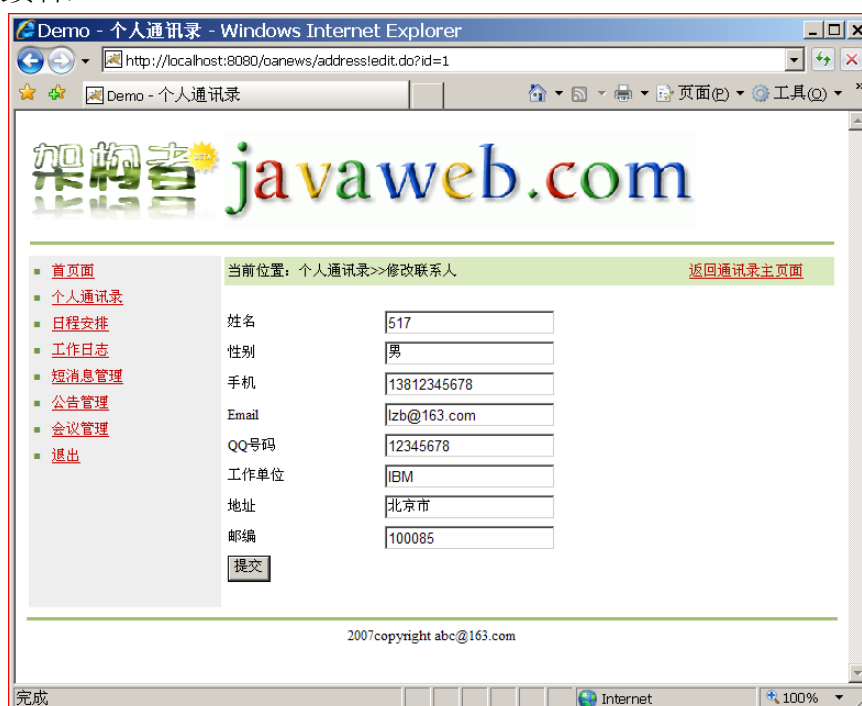 Demo - 个人通讯录 - Windows Internet Explorer
http://localhost:8080/oanews/address!edit.do?id=1
Demo - 个人通讯录
页面(P)
工具(O)
架构者 BETA javaweb.com
首页面
个人通讯录
日程安排
工作日志
短消息管理
公告管理
会议管理
退出
当前位置：个人通讯录>>修改联系人 返回通讯录主页面
姓名 517
性别 男
手机 13812345678
Email lzb@163.com
QQ号码 12345678
工作单位 IBM
地址 北京市
邮编 100085
提交
2007copyright abc@163.com
完成 Internet 100%